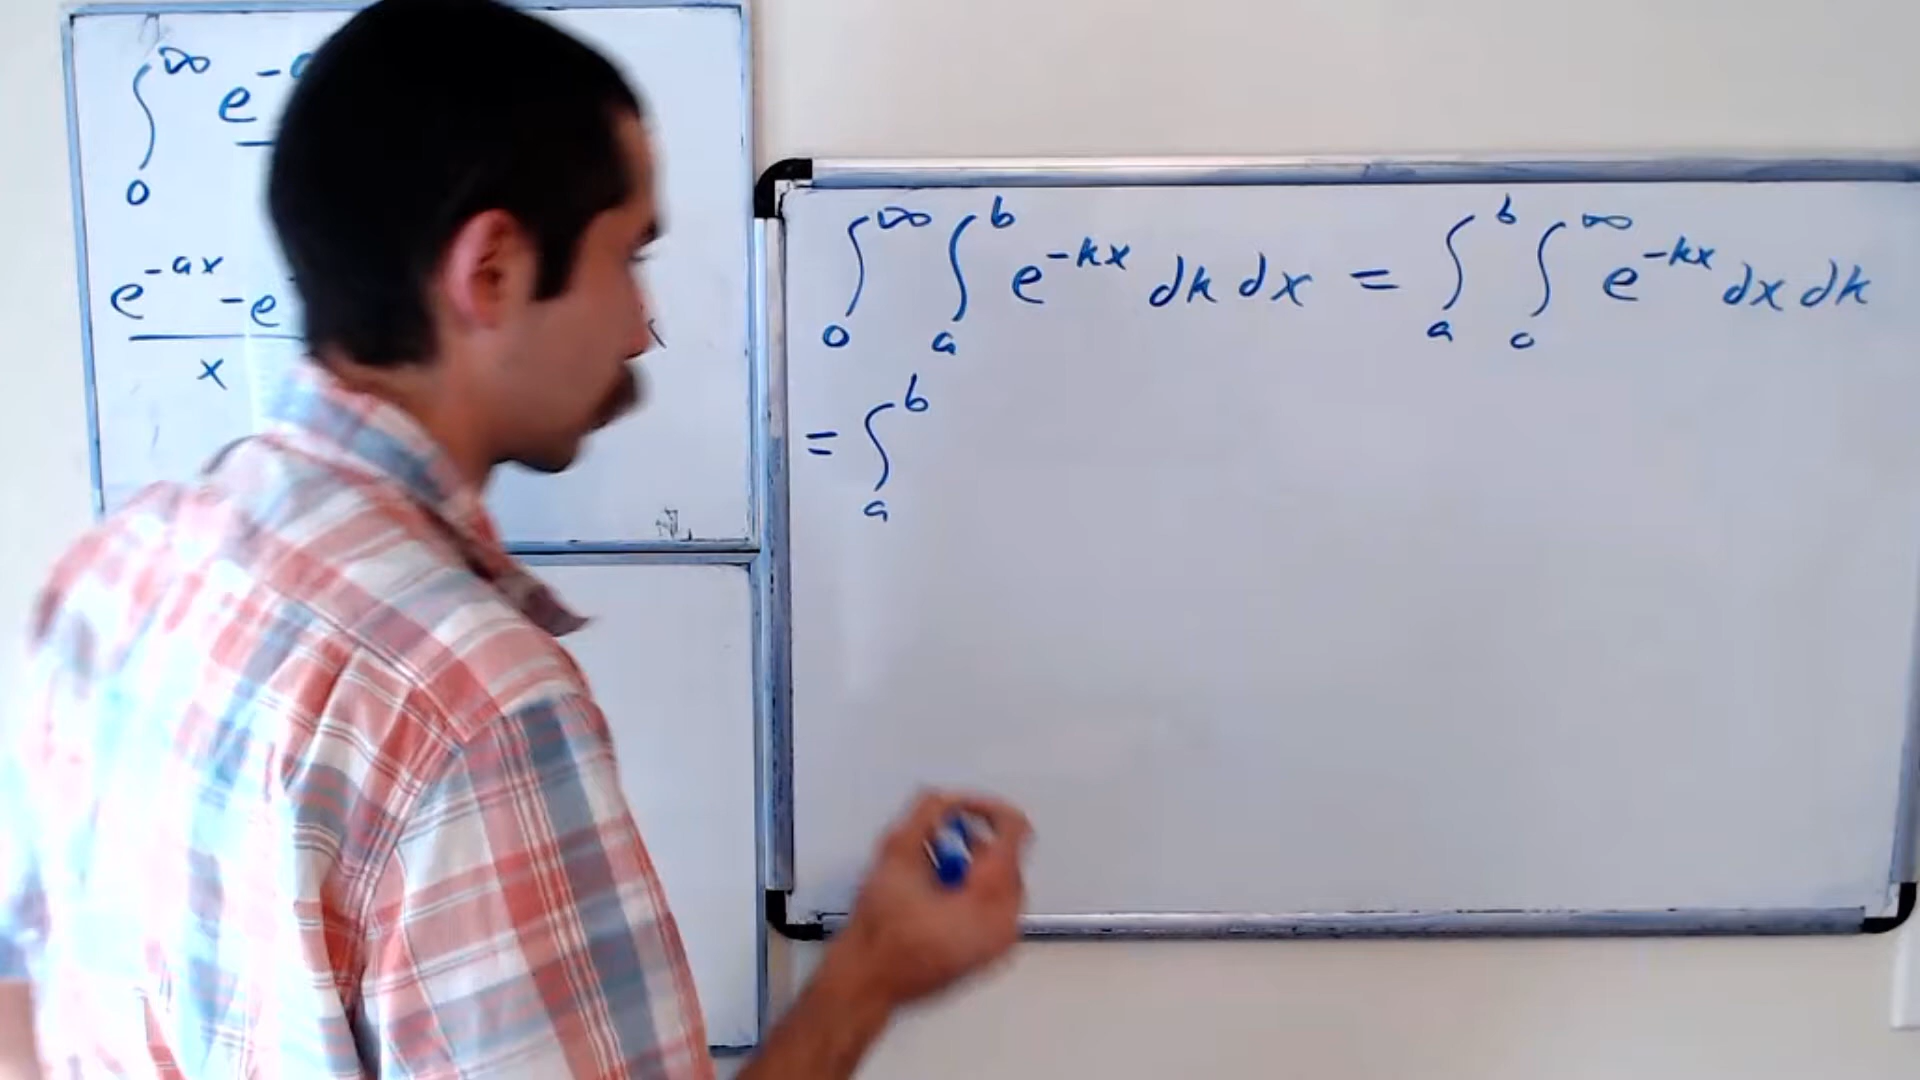 ∫₀^∞ e^-
e^-ax - e^-
x
∫₀^∞ ∫ₐ^b e^-kx dk dx = ∫ₐ^b ∫₀^∞ e^-kx dx dk
= ∫ₐ^b